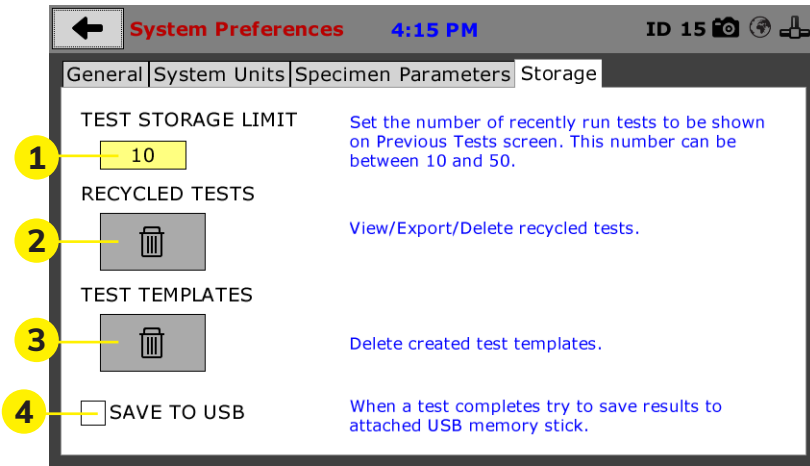 System Preferences 4:15 PM ID 15
General System Units Specimen Parameters Storage
TEST STORAGE LIMIT
Set the number of recently run tests to be shown
on Previous Tests screen. This number can be
between 10 and 50.
1
10
RECYCLED TESTS
2
View/Export/Delete recycled tests.
TEST TEMPLATES
3
Delete created test templates.
4
SAVE TO USB
When a test completes try to save results to
attached USB memory stick.